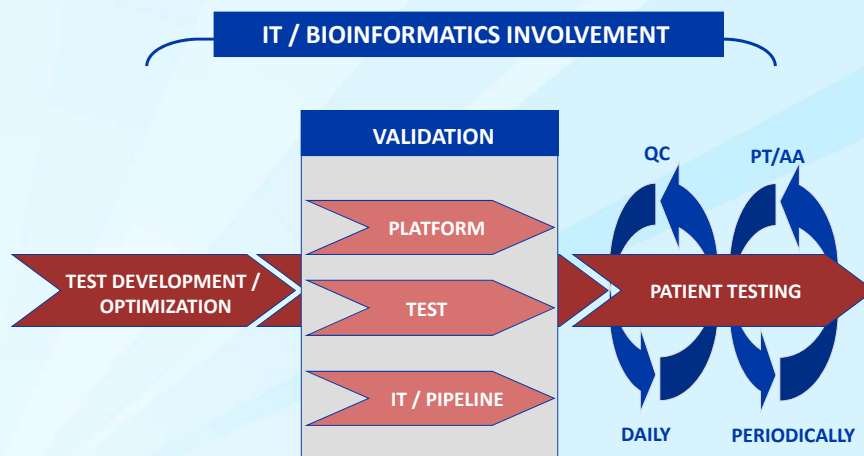 IT / BIOINFORMATICS INVOLVEMENT
VALIDATION
QC
PT/AA
PLATFORM
TEST DEVELOPMENT /
OPTIMIZATION
TEST
PATIENT TESTING
IT / PIPELINE
DAILY
PERIODICALLY